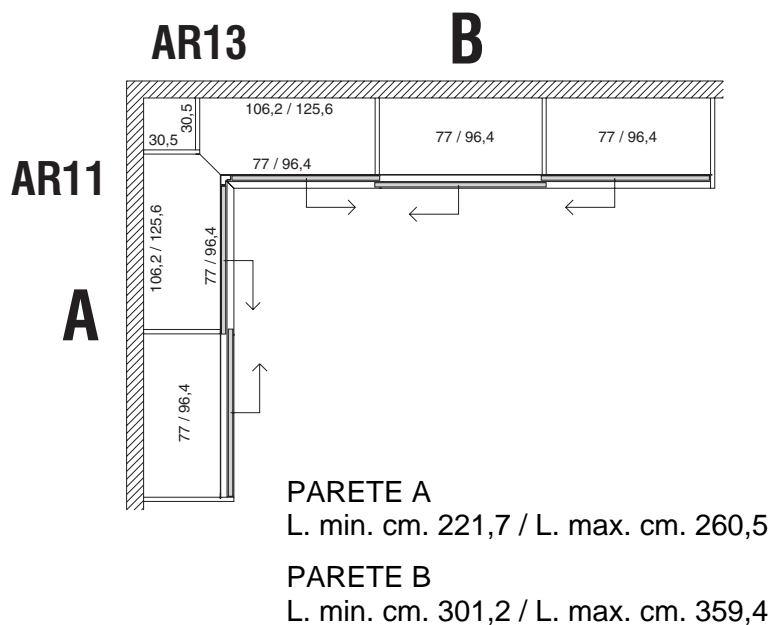 AR13
B
30,5
30,5
106,2 / 125,6
77 / 96,4
77 / 96,4
77 / 96,4
AR11
106,2 / 125,6
77 / 96,4
A
77 / 96,4
PARETE A
L. min. cm. 221,7 / L. max. cm. 260,5
PARETE B
L. min. cm. 301,2 / L. max. cm. 359,4